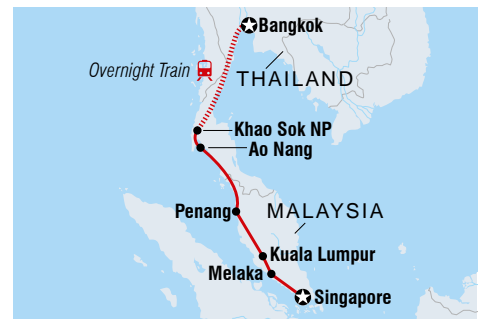 Bangkok
Overnight Train
THAILAND
Khao Sok NP
Ao Nang
Penang
MALAYSIA
Kuala Lumpur
Melaka
Singapore